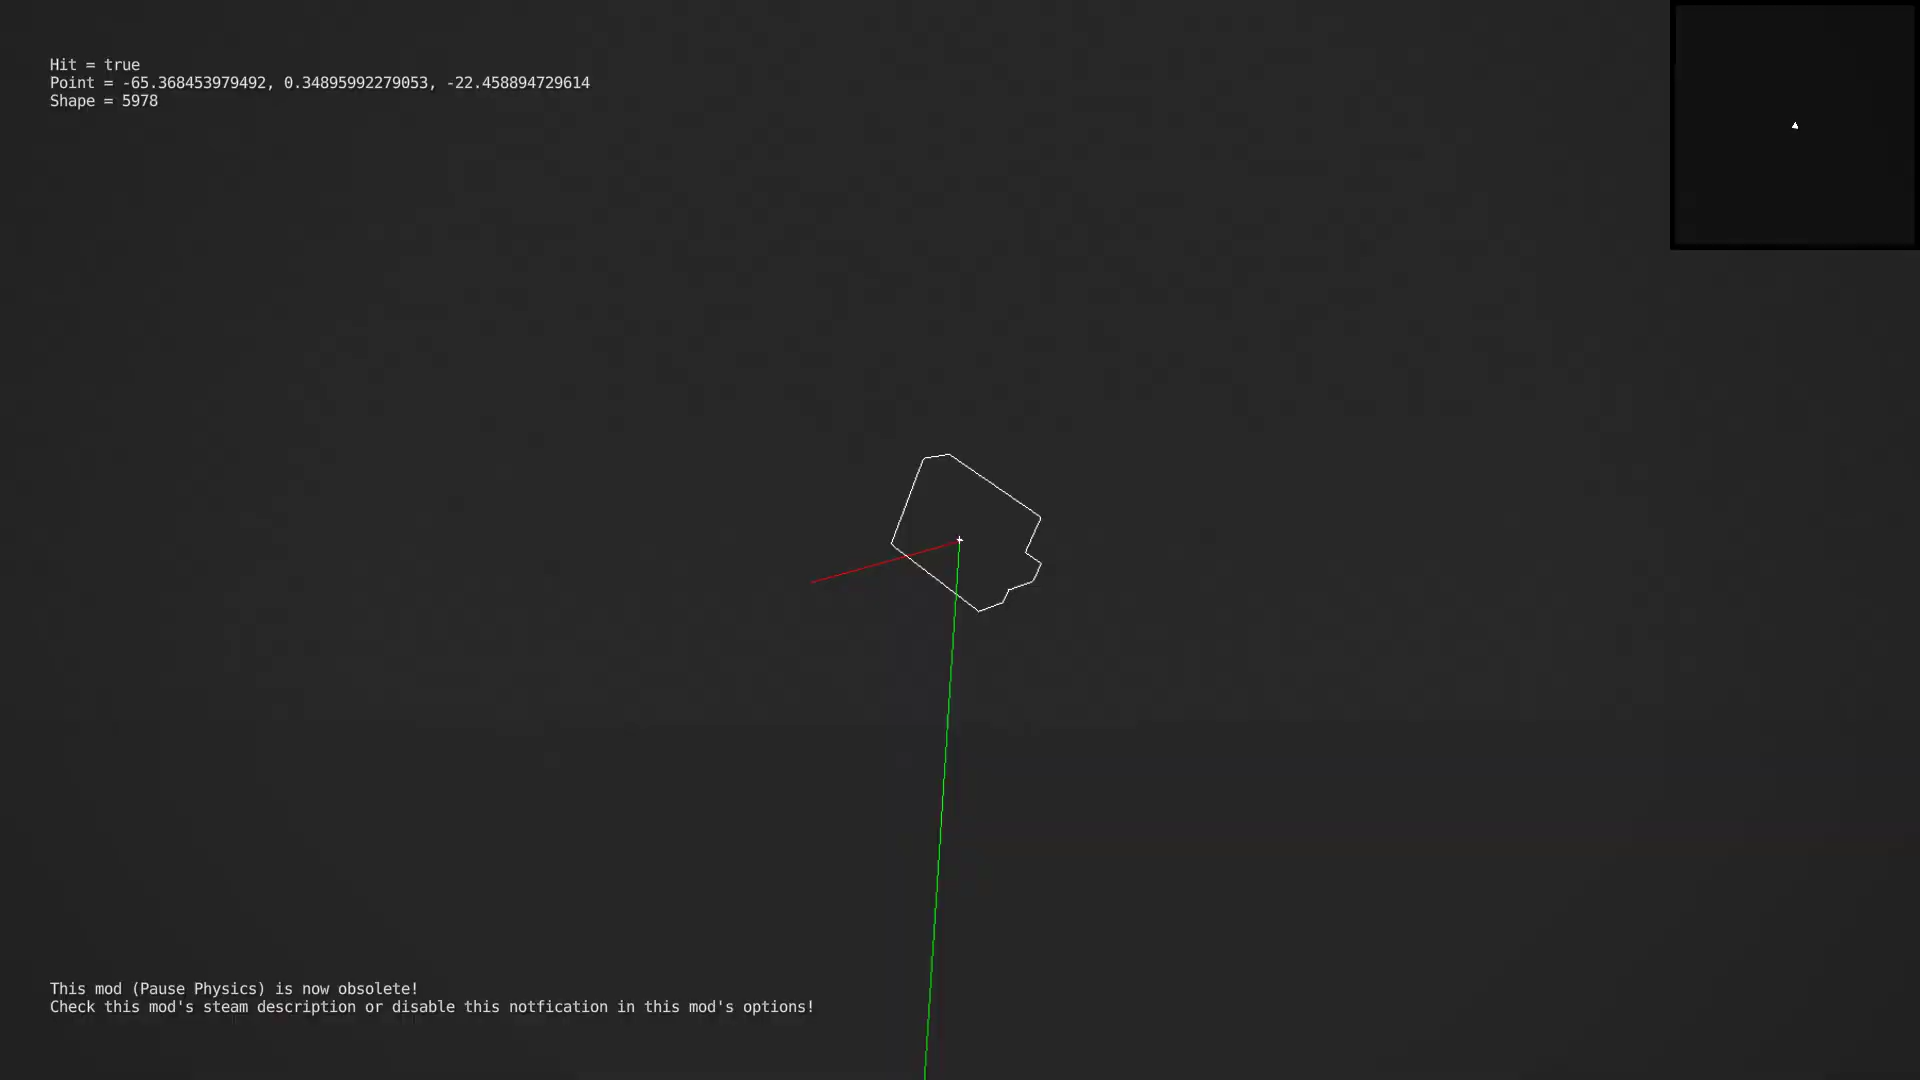 Hit = true
Point = -65.368453979492, 0.34895992279053, -22.458894729614
Shape = 5978
This mod (Pause Physics) is now obsolete!
Check this mod's steam description or disable this notfication in this mod's options!